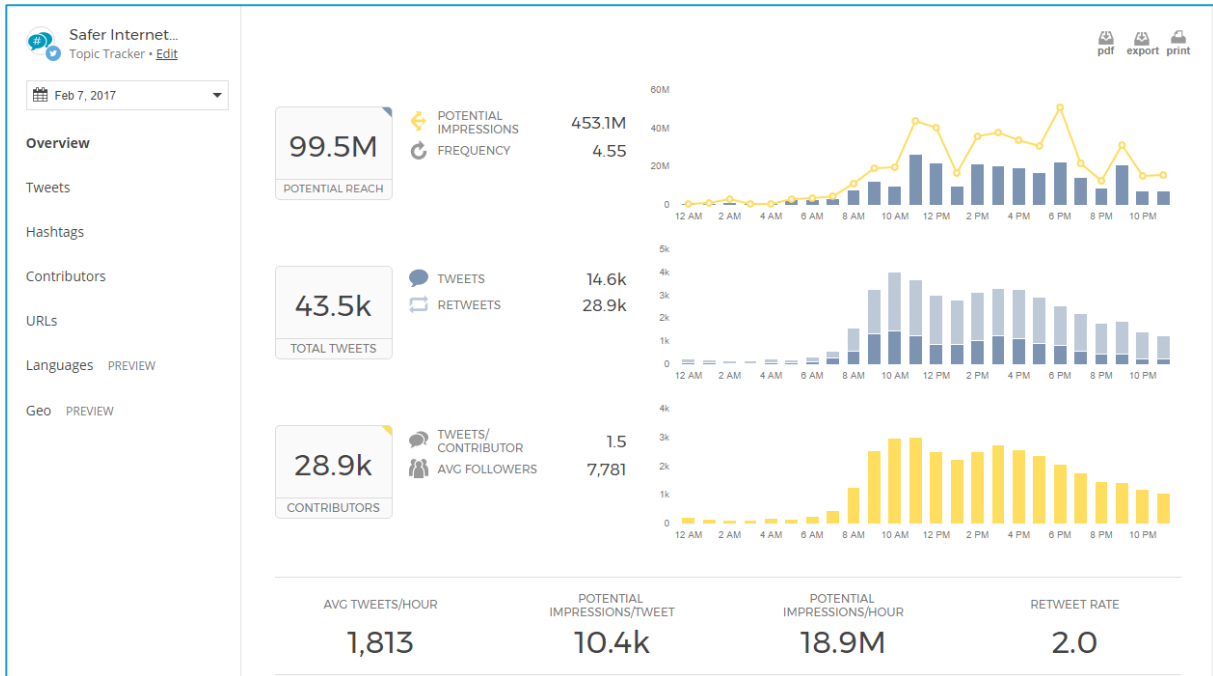 Safer Internet...
Topic Tracker • Edit
Feb 7, 2017
Overview
Tweets
Hashtags
Contributors
URLs
Languages PREVIEW
Geo PREVIEW
pdf export print
99.5M
POTENTIAL REACH
POTENTIAL
IMPRESSIONS 453.1M
FREQUENCY 4.55
60M
40M
20M
0
12 AM 2 AM 4 AM 6 AM 8 AM 10 AM 12 PM 2 PM 4 PM 6 PM 8 PM 10 PM
43.5k
TOTAL TWEETS
TWEETS 14.6k
RETWEETS 28.9k
5k
4k
3k
2k
1k
0
12 AM 2 AM 4 AM 6 AM 8 AM 10 AM 12 PM 2 PM 4 PM 6 PM 8 PM 10 PM
28.9k
CONTRIBUTORS
TWEETS/
CONTRIBUTOR 1.5
AVG FOLLOWERS 7,781
4k
3k
2k
1k
0
12 AM 2 AM 4 AM 6 AM 8 AM 10 AM 12 PM 2 PM 4 PM 6 PM 8 PM 10 PM
AVG TWEETS/HOUR
1,813
POTENTIAL
IMPRESSIONS/TWEET
10.4k
POTENTIAL
IMPRESSIONS/HOUR
18.9M
RETWEET RATE
2.0